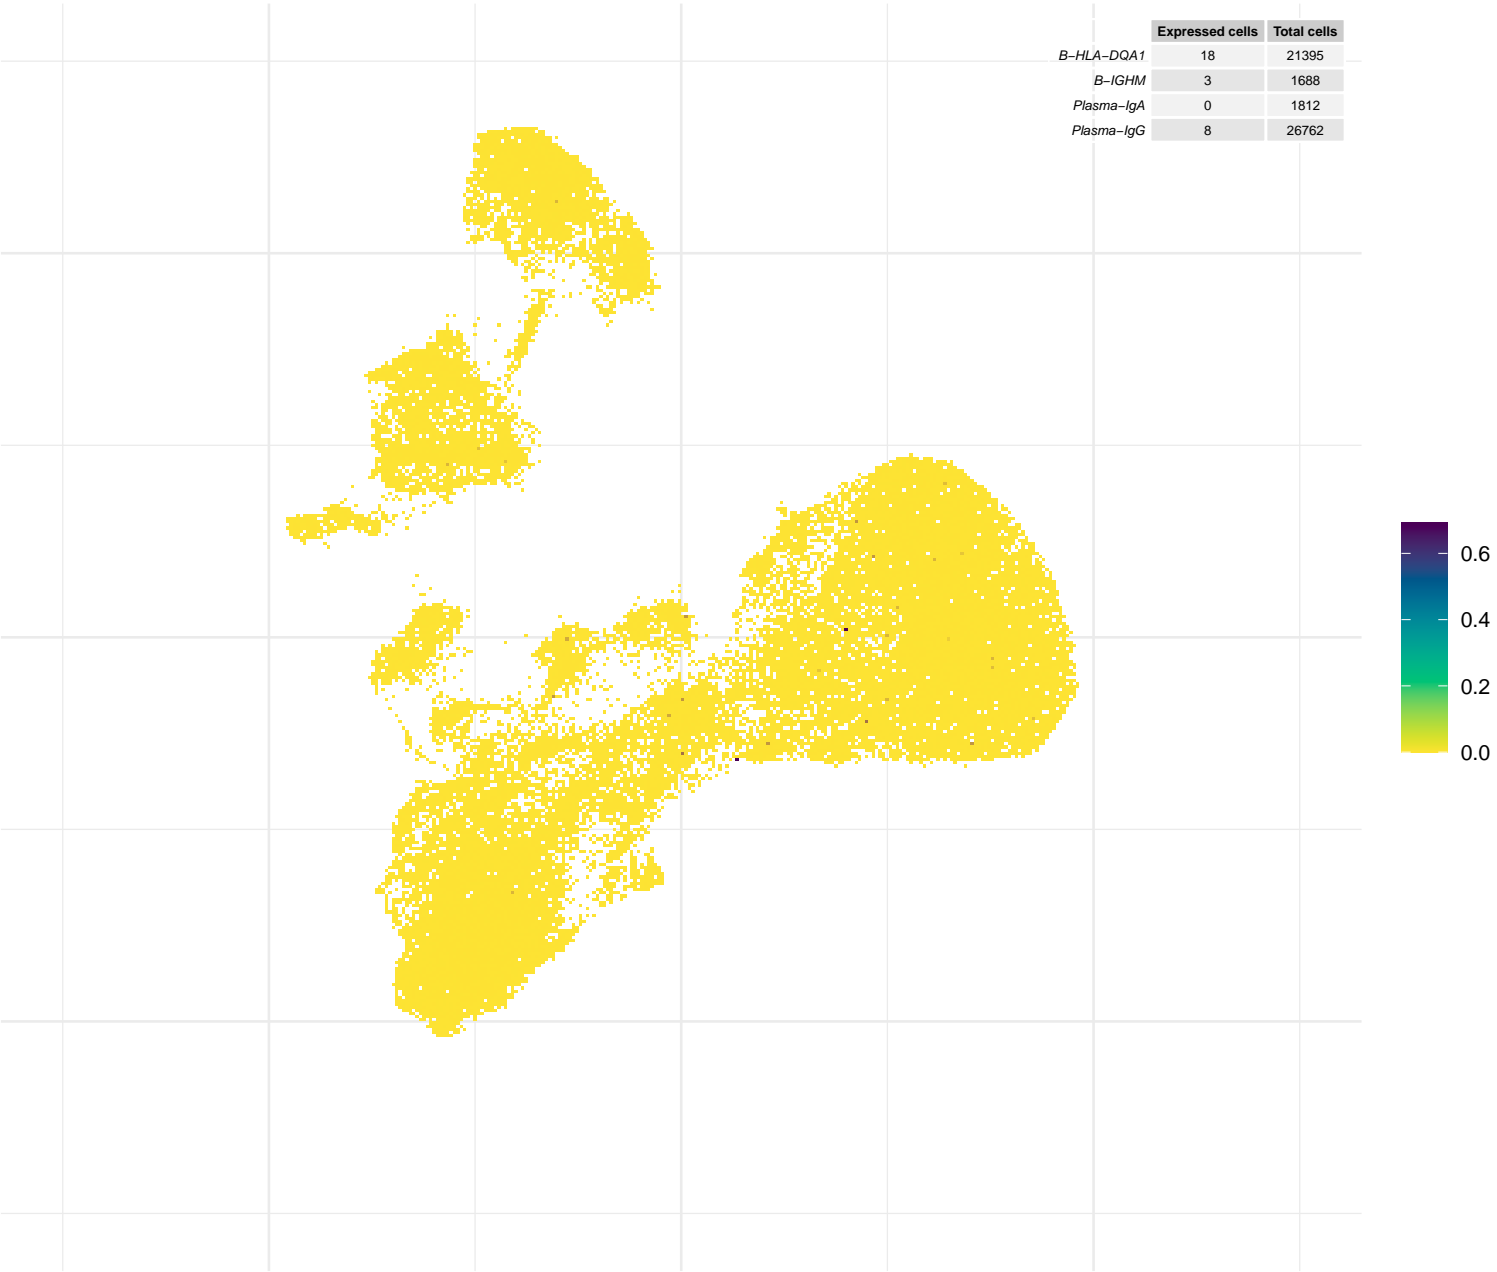 Expressed cells Total cells
B−HLA−DQA1 18 21395
B−IGHM 3 1688
Plasma−IgA 0 1812
Plasma−IgG 8 26762
0.6
0.4
0.2
0.0